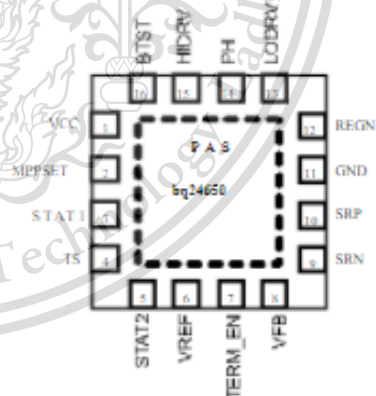 BTST HIDRV PH LODRV
16 15 14 13
VCC 1 12 REGN
MPPSET 2 11 GND
STAT1 3 10 SRP
TS 4 9 SRN
P A S
bq24650
5 6 7 8
STAT2 VREF TERM_EN VFB
Technology